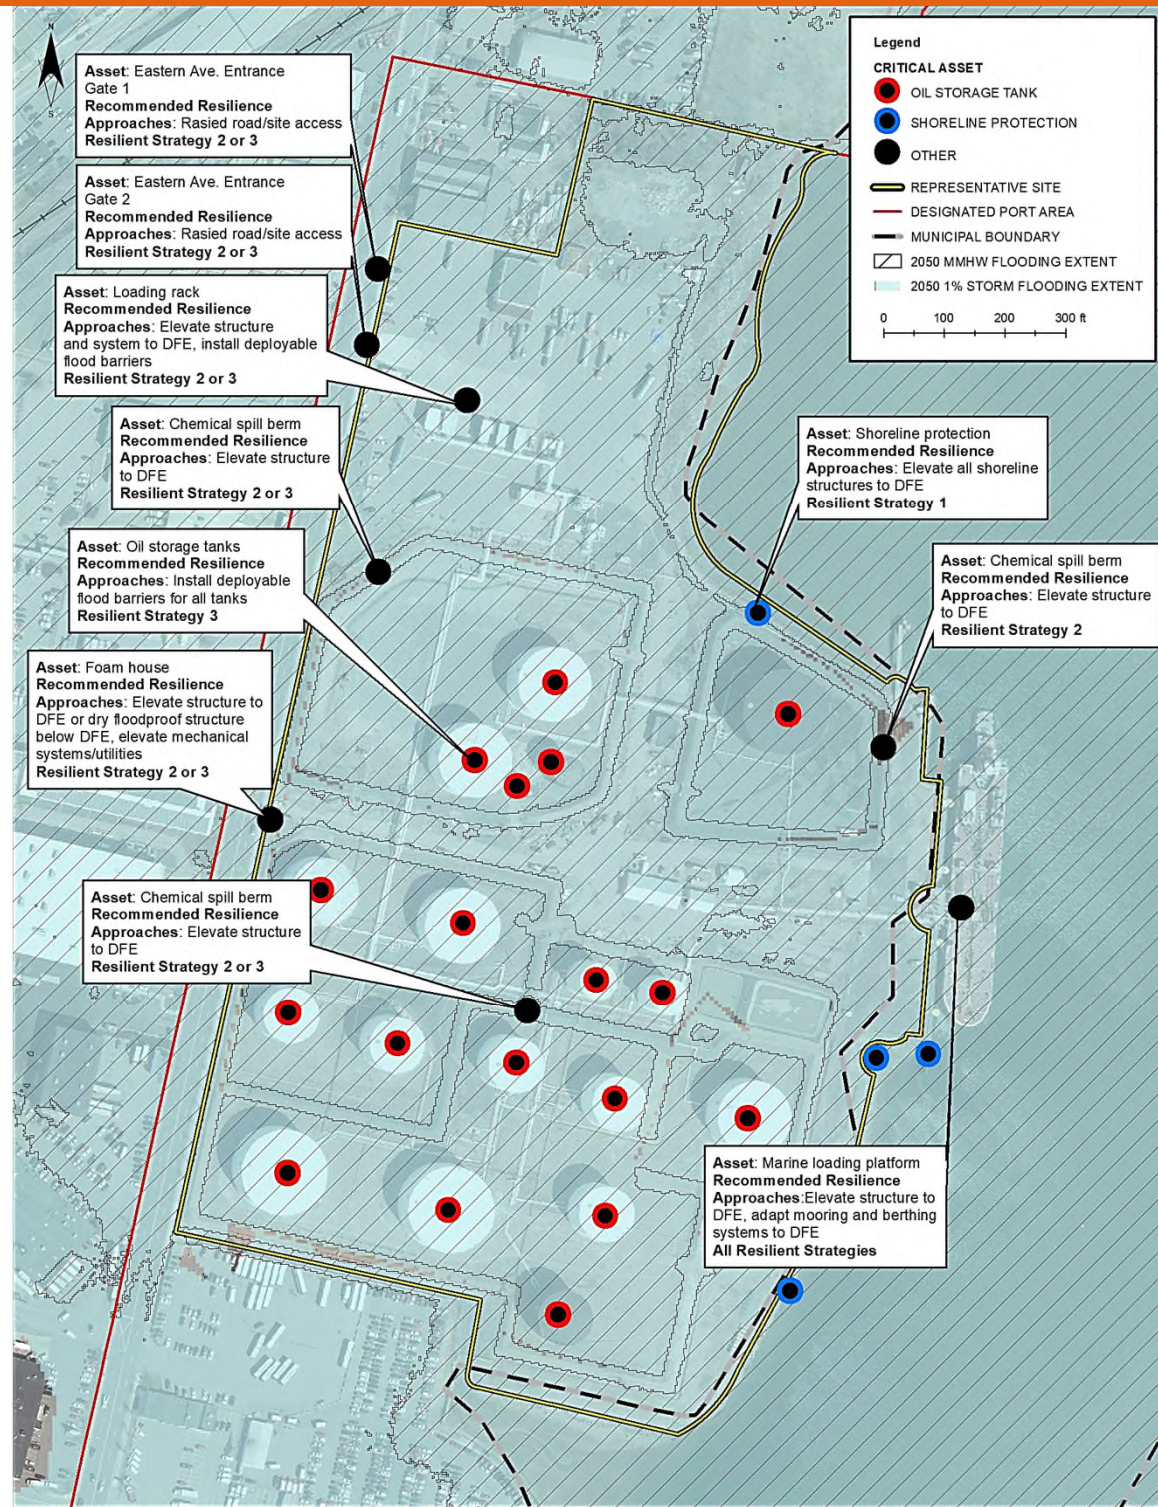 N
S
Asset: Eastern Ave. Entrance
Gate 1
Recommended Resilience
Approaches: Rasied road/site access
Resilient Strategy 2 or 3
Asset: Eastern Ave. Entrance
Gate 2
Recommended Resilience
Approaches: Rasied road/site access
Resilient Strategy 2 or 3
Asset: Loading rack
Recommended Resilience
Approaches: Elevate structure
and system to DFE, install deployable
flood barriers
Resilient Strategy 2 or 3
Asset: Chemical spill berm
Recommended Resilience
Approaches: Elevate structure
to DFE
Resilient Strategy 2 or 3
Asset: Oil storage tanks
Recommended Resilience
Approaches: Install deployable
flood barriers for all tanks
Resilient Strategy 3
Asset: Foam house
Recommended Resilience
Approaches: Elevate structure to
DFE or dry floodproof structure
below DFE, elevate mechanical
systems/utilities
Resilient Strategy 2 or 3
Asset: Chemical spill berm
Recommended Resilience
Approaches: Elevate structure
to DFE
Resilient Strategy 2 or 3
Legend
CRITICAL ASSET
OIL STORAGE TANK
SHORELINE PROTECTION
OTHER
REPRESENTATIVE SITE
DESIGNATED PORT AREA
MUNICIPAL BOUNDARY
2050 MMHW FLOODING EXTENT
2050 1% STORM FLOODING EXTENT
0 100 200 300 ft
Asset: Shoreline protection
Recommended Resilience
Approaches: Elevate all shoreline
structures to DFE
Resilient Strategy 1
Asset: Chemical spill berm
Recommended Resilience
Approaches: Elevate structure
to DFE
Resilient Strategy 2
Asset: Marine loading platform
Recommended Resilience
Approaches:Elevate structure to
DFE, adapt mooring and berthing
systems to DFE
All Resilient Strategies